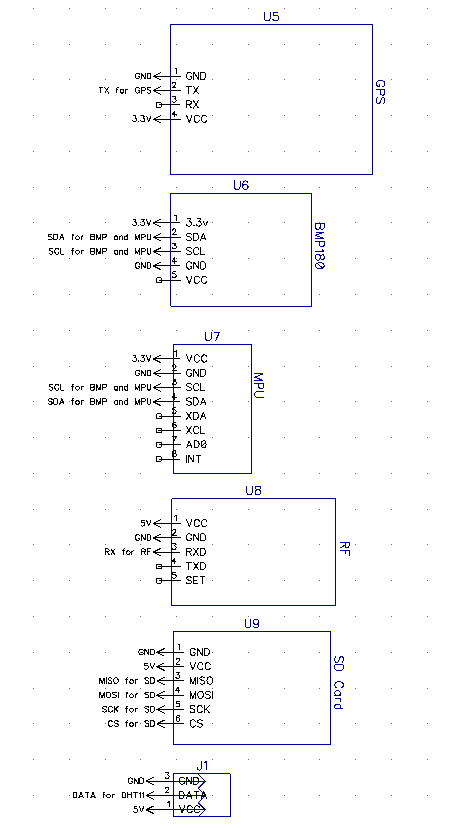 U5
GND 1 GND
TX for GPS 2 TX
3 RX
3.3V 4 VCC
GPS
U6
3.3V 1 3.3v
SDA for BMP and MPU 2 SDA
SCL for BMP and MPU 3 SCL
GND 4 GND
5 VCC
BMP180
U7
3.3V 1 VCC
GND 2 GND
SCL for BMP and MPU 3 SCL
SDA for BMP and MPU 4 SDA
5 XDA
6 XCL
7 AD0
8 INT
MPU
U8
5V 1 VCC
GND 2 GND
RX for RF 3 RXD
4 TXD
5 SET
RF
U9
GND 1 GND
5V 2 VCC
MISO for SD 3 MISO
MOSI for SD 4 MOSI
SCK for SD 5 SCK
CS for SD 6 CS
SD Card
J1
GND 3 GND
DATA for DHT11 2 DATA
5V 1 VCC